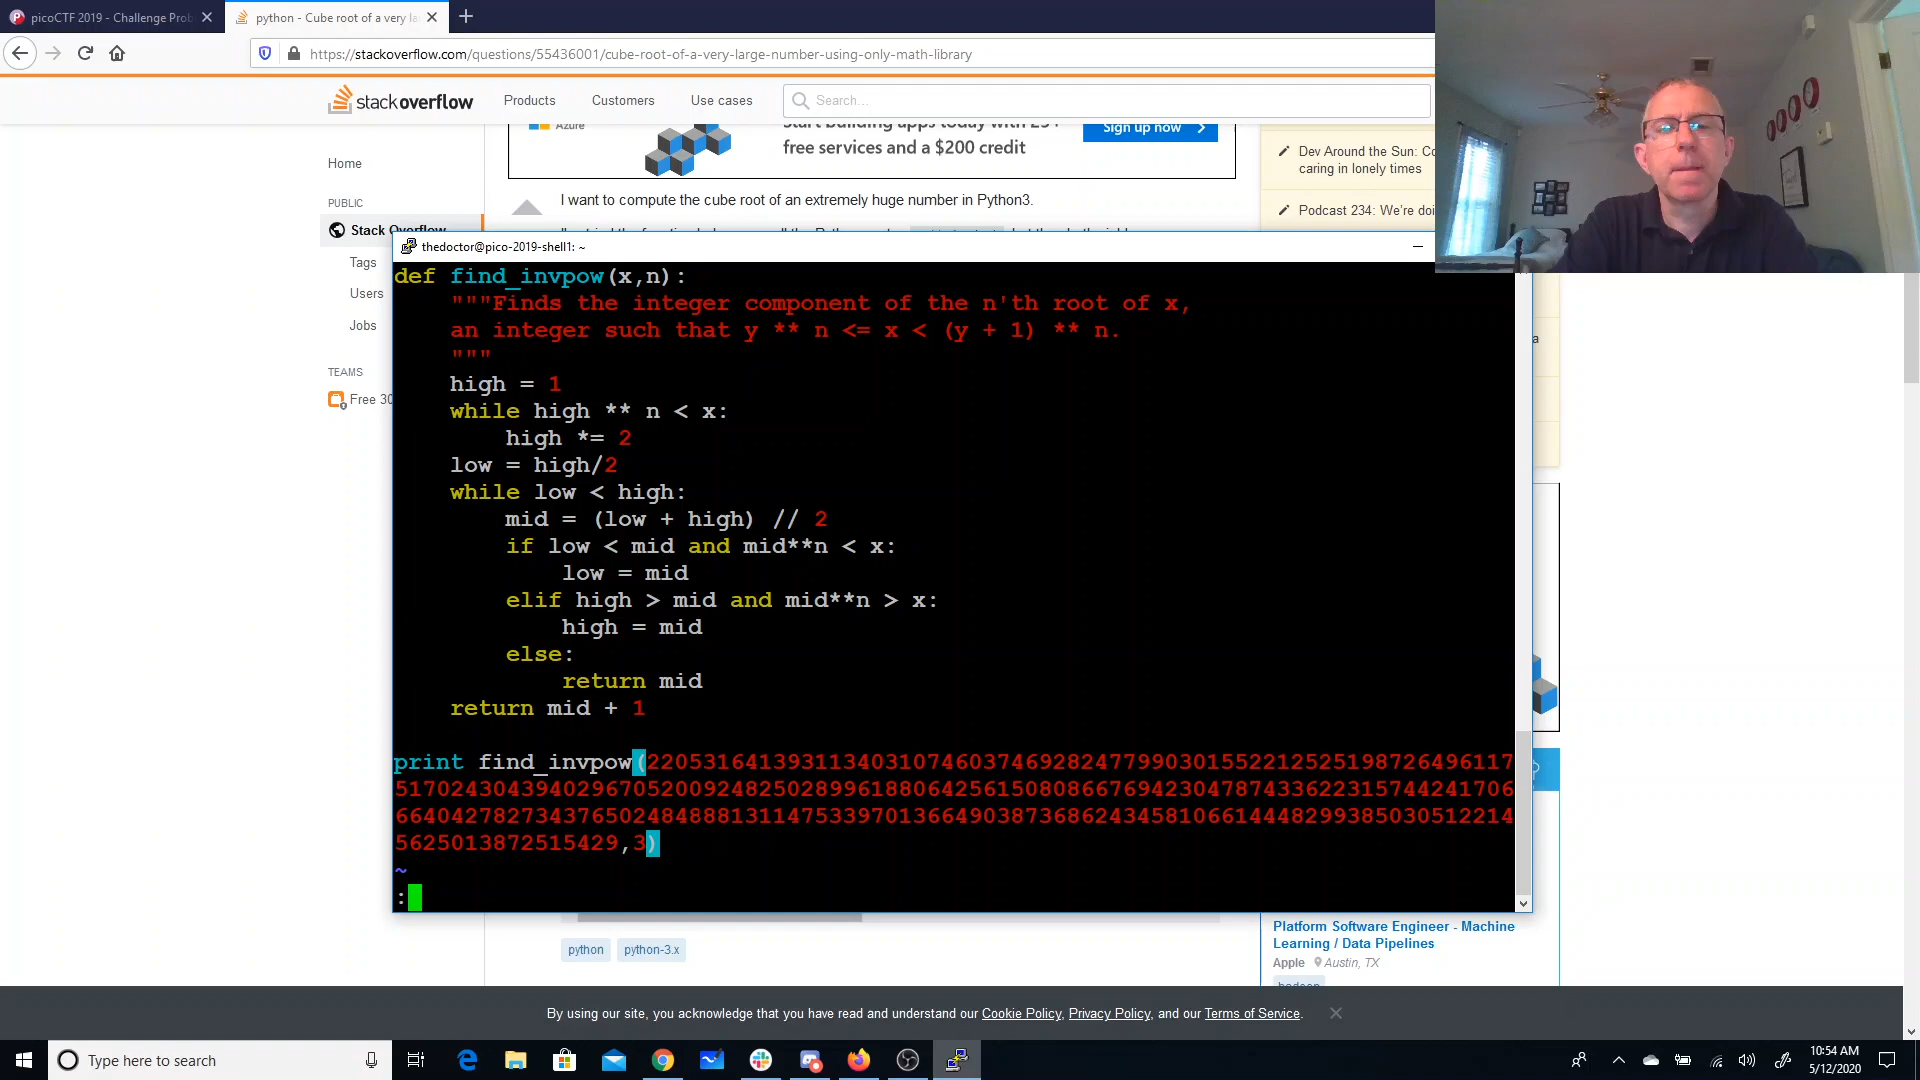 picoCTF 2019 - Challenge Prob
python - Cube root of a very la
https://stackoverflow.com/questions/55436001/cube-root-of-a-very-large-number-using-only-math-library
stackoverflow
Products
Customers
Use cases
Search...
Azure
free services and a $200 credit
Sign up now
Home
PUBLIC
Stack Overflow
Tags
Users
Jobs
TEAMS
Free 30
I want to compute the cube root of an extremely huge number in Python3.
Dev Around the Sun: Co
caring in lonely times
Podcast 234: We're doi
thedoctor@pico-2019-shell1: ~
def find_invpow(x,n):
"""Finds the integer component of the n'th root of x,
an integer such that y ** n <= x < (y + 1) ** n.
"""
high = 1
while high ** n < x:
high *= 2
low = high/2
while low < high:
mid = (low + high) // 2
if low < mid and mid**n < x:
low = mid
elif high > mid and mid**n > x:
high = mid
else:
return mid
return mid + 1
print find_invpow(22053164139311340310746037469282477990301552212525198726496117
51702430439402967052009248250289961880642561508086676942304787433622315744241706
66404278273437650248488813114753397013664903873686243458106614448299385030512214
5625013872515429,3)
~
:
python
python-3.x
Platform Software Engineer - Machine
Learning / Data Pipelines
Apple
Austin, TX
By using our site, you acknowledge that you have read and understand our Cookie Policy, Privacy Policy, and our Terms of Service.
Type here to search
10:54 AM
5/12/2020